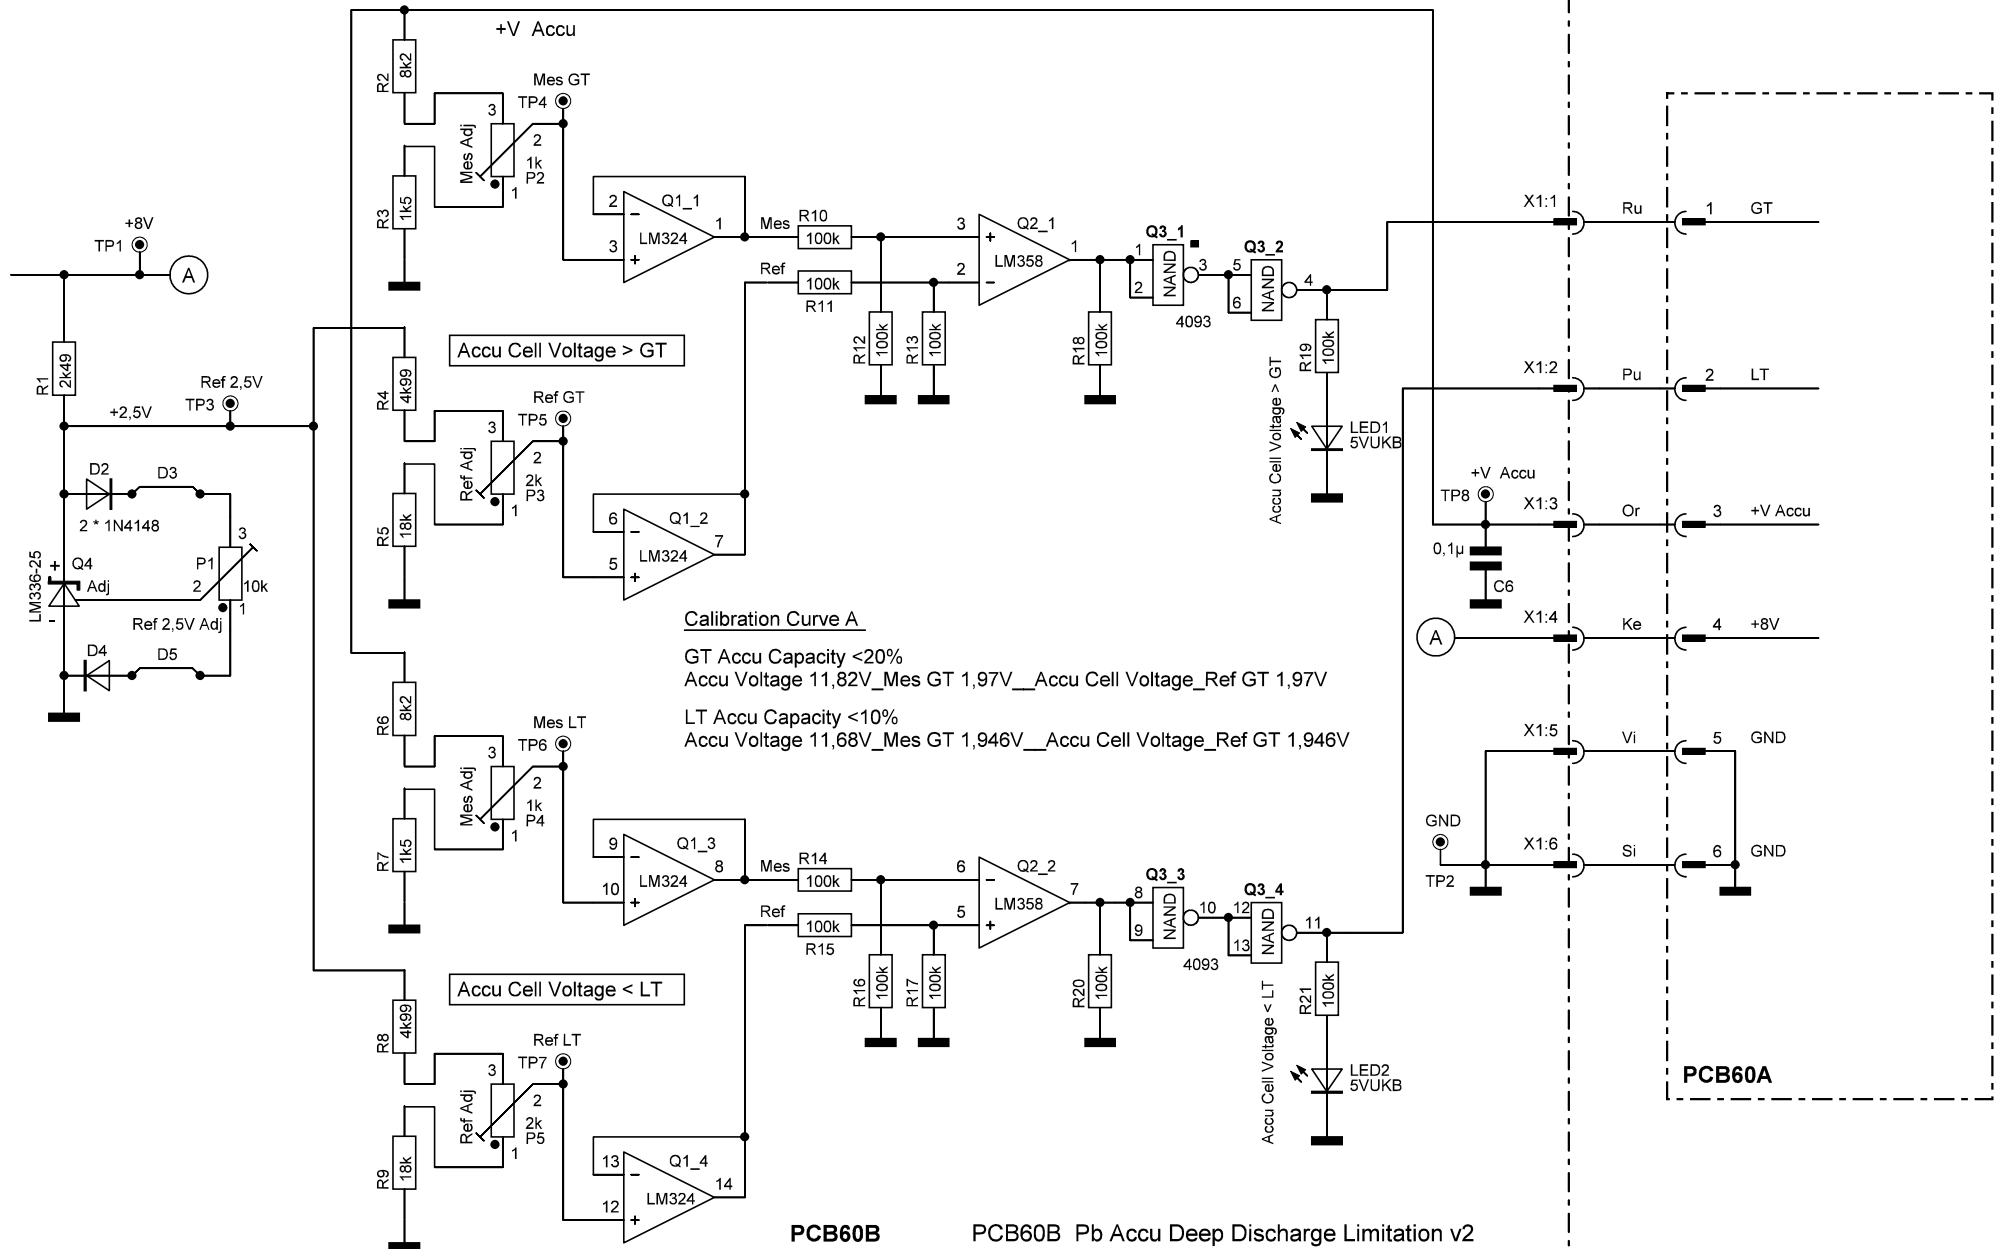 +V Accu
R2
8k2
Mes GT
TP4
3
2
1k
P2
1
Mes Adj
R3
1k5
2
3
−
+
Q1_1
LM324
1
Mes
R10
100k
Ref
100k
R11
R12
100k
R13
100k
3
2
+
−
Q2_1
LM358
1
R18
100k
Q3_1
1
2
NAND
3
4093
Q3_2
5
6
NAND
4
R19
100k
LED1
5VUKB
Accu Cell Voltage > GT
+8V
TP1
A
R1
2k49
+2,5V
Ref 2,5V
TP3
D2
D3
2 * 1N4148
LM336-25
+
Q4
Adj
-
P1
3
2
10k
1
Ref 2,5V Adj
D4
D5
Accu Cell Voltage > GT
R4
4k99
Ref GT
TP5
3
2
2k
P3
1
Ref Adj
R5
18k
6
5
−
+
Q1_2
LM324
7
Calibration Curve A
GT Accu Capacity <20%
Accu Voltage 11,82V_Mes GT 1,97V__Accu Cell Voltage_Ref GT 1,97V
LT Accu Capacity <10%
Accu Voltage 11,68V_Mes GT 1,946V__Accu Cell Voltage_Ref GT 1,946V
R6
8k2
Mes LT
TP6
3
2
1k
P4
1
Mes Adj
R7
1k5
9
10
−
+
Q1_3
LM324
8
Mes
R14
100k
Ref
100k
R15
R16
100k
R17
100k
6
5
−
+
Q2_2
LM358
7
R20
100k
Q3_3
8
9
NAND
10
4093
Q3_4
12
13
NAND
11
R21
100k
LED2
5VUKB
Accu Cell Voltage < LT
Accu Cell Voltage < LT
R8
4k99
Ref LT
TP7
3
2
2k
P5
1
Ref Adj
R9
18k
13
12
−
+
Q1_4
LM324
14
X1:1
Ru
1
GT
X1:2
Pu
2
LT
+V Accu
TP8
X1:3
Or
3
+V Accu
0,1µ
C6
A
X1:4
Ke
4
+8V
X1:5
Vi
5
GND
GND
TP2
X1:6
Si
6
GND
PCB60A
PCB60B
PCB60B Pb Accu Deep Discharge Limitation v2